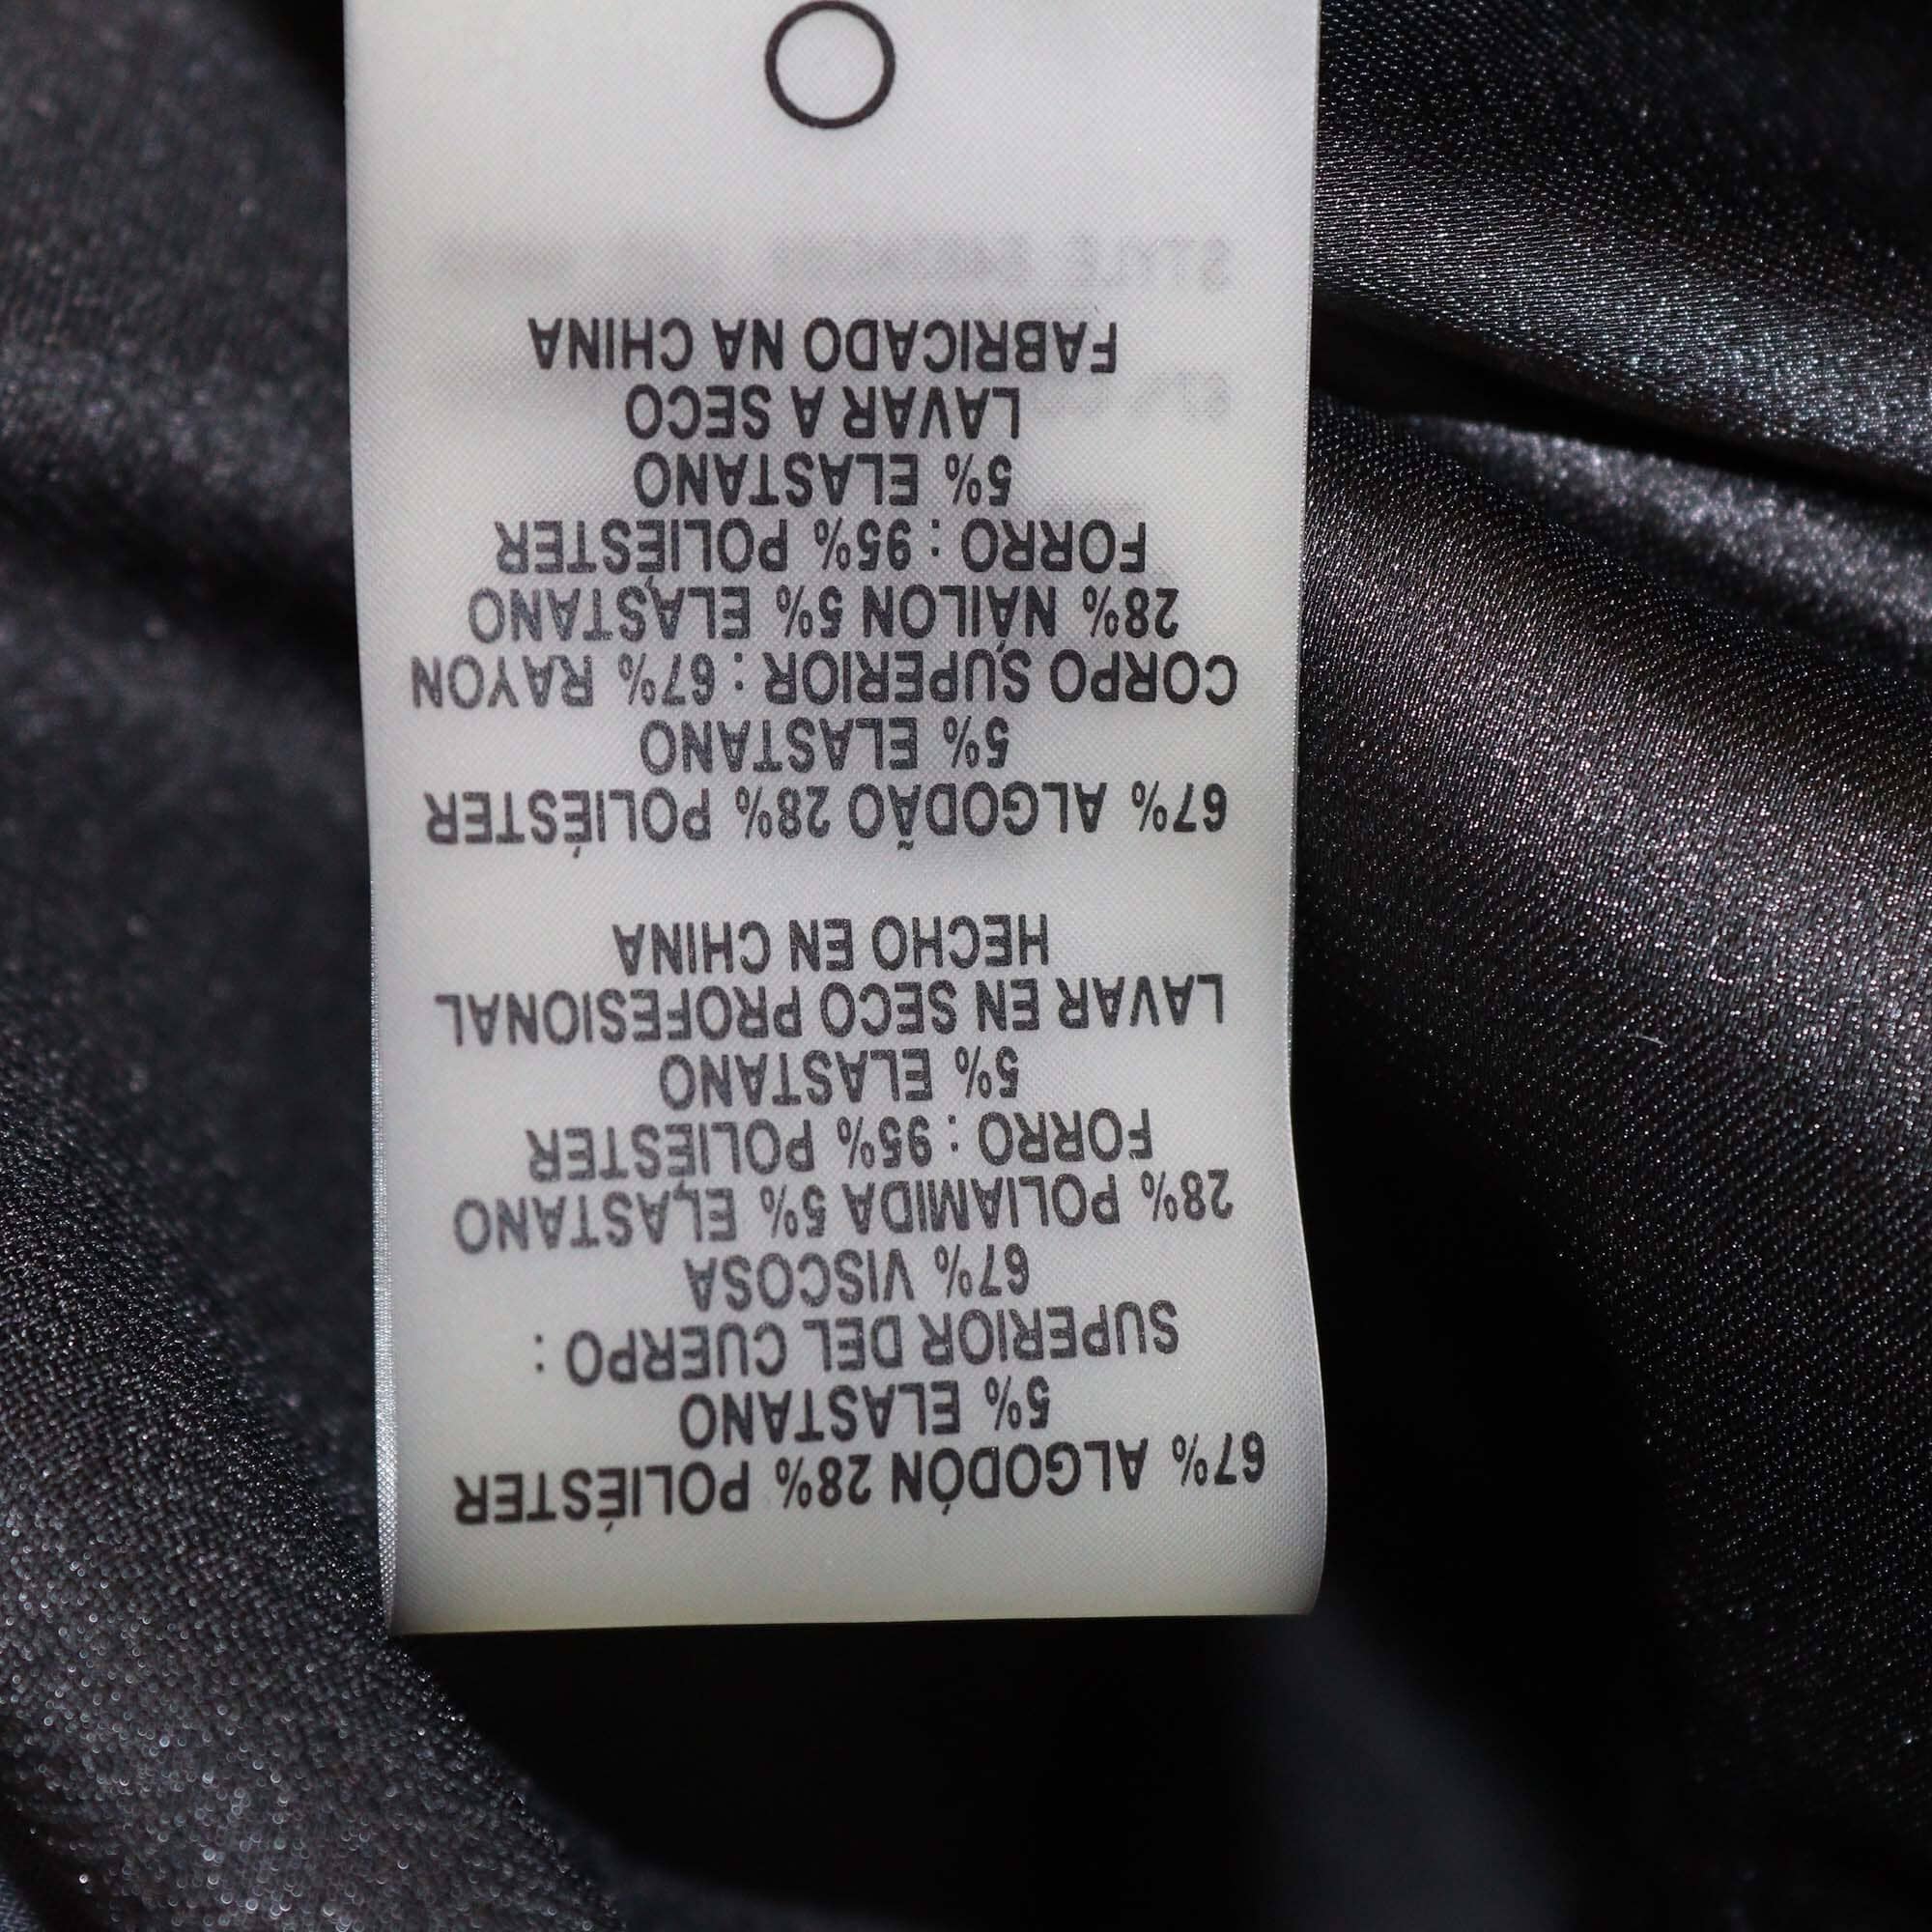 67% ALGODÓN 28% POLIÉSTER
5% ELASTANO
SUPERIOR DEL CUERPO :
67% VISCOSA
28% POLIAMIDA 5% ELASTANO
FORRO : 95% POLIÉSTER
5% ELASTANO
LAVAR EN SECO PROFESIONAL
HECHO EN CHINA
67% ALGODÃO 28% POLIÉSTER
5% ELASTANO
CORPO SUPERIOR : 67% RAYON
28% NÁILON 5% ELASTANO
FORRO : 95% POLIÉSTER
5% ELASTANO
LAVAR A SECO
FABRICADO NA CHINA
STYLE